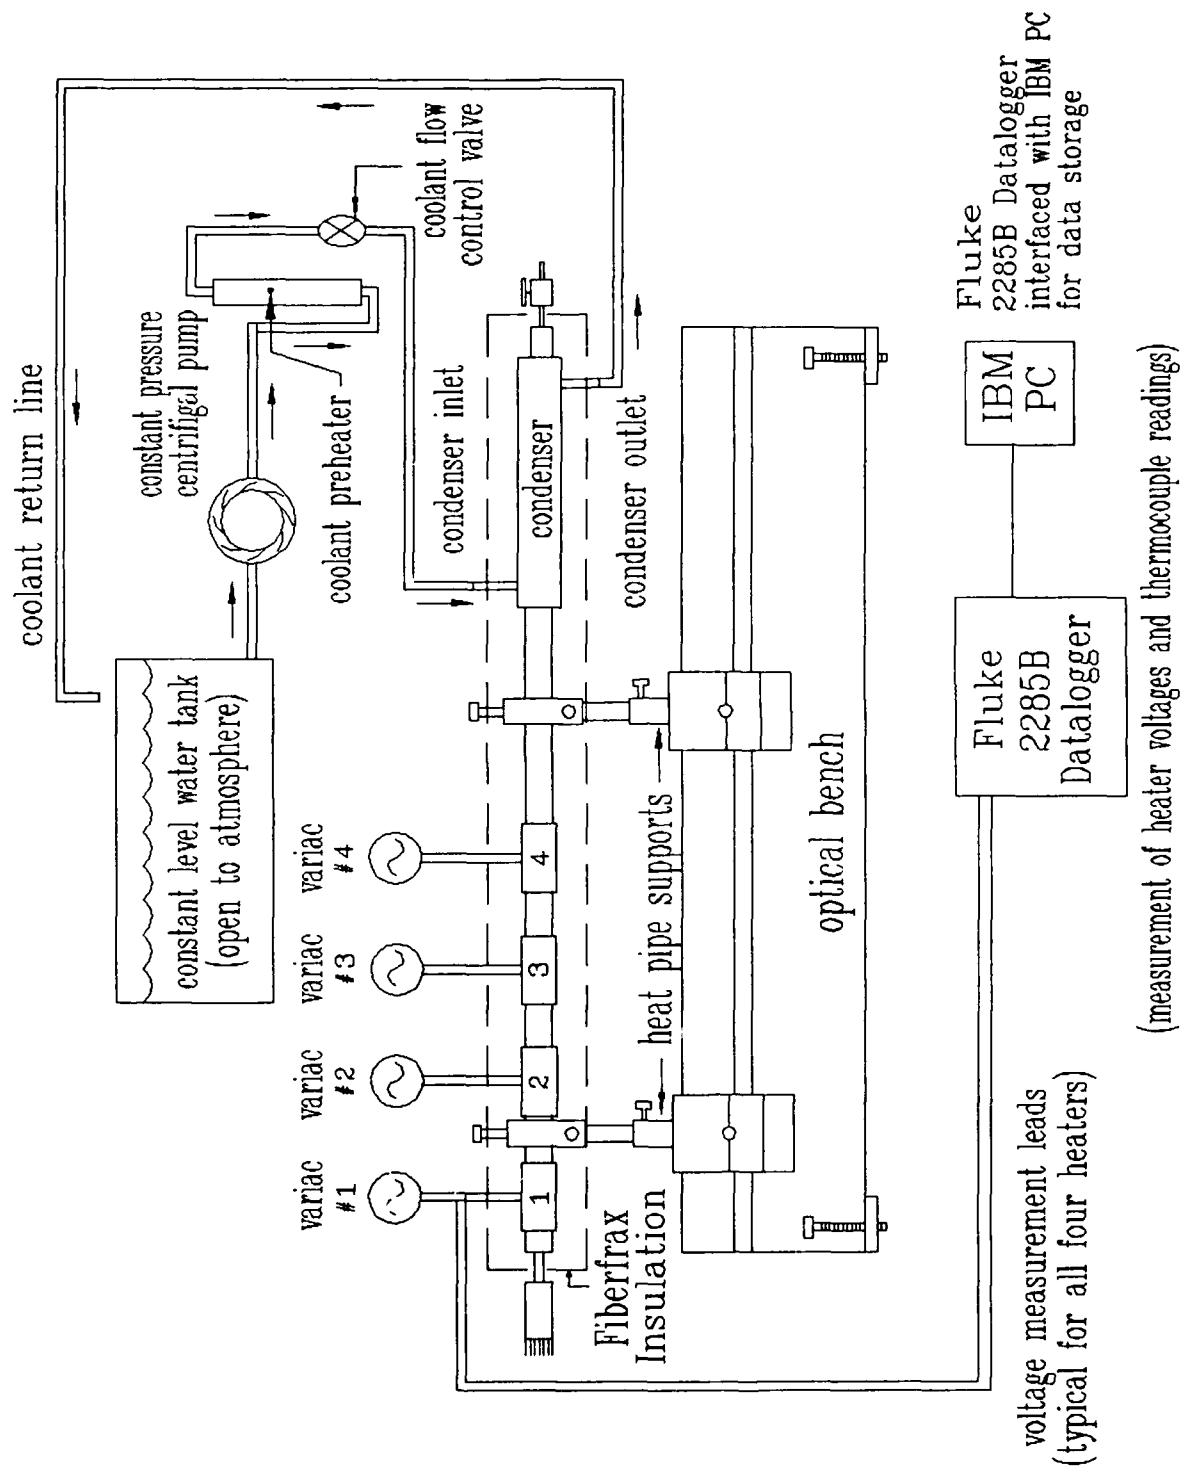 coolant return line
constant level water tank
(open to atmosphere)
constant pressure
centrifigal pump
coolant preheater
coolant flow
control valve
variac
#1
variac
#2
variac
#3
variac
#4
condenser inlet
1
2
3
4
condenser
condenser outlet
Fiberfrax
Insulation
heat pipe supports
optical bench
Fluke
2285B
Datalogger
IBM
PC
Fluke
2285B Datalogger
interfaced with IBM PC
for data storage
voltage measurement leads
(typical for all four heaters)
(measurement of heater voltages and thermocouple readings)